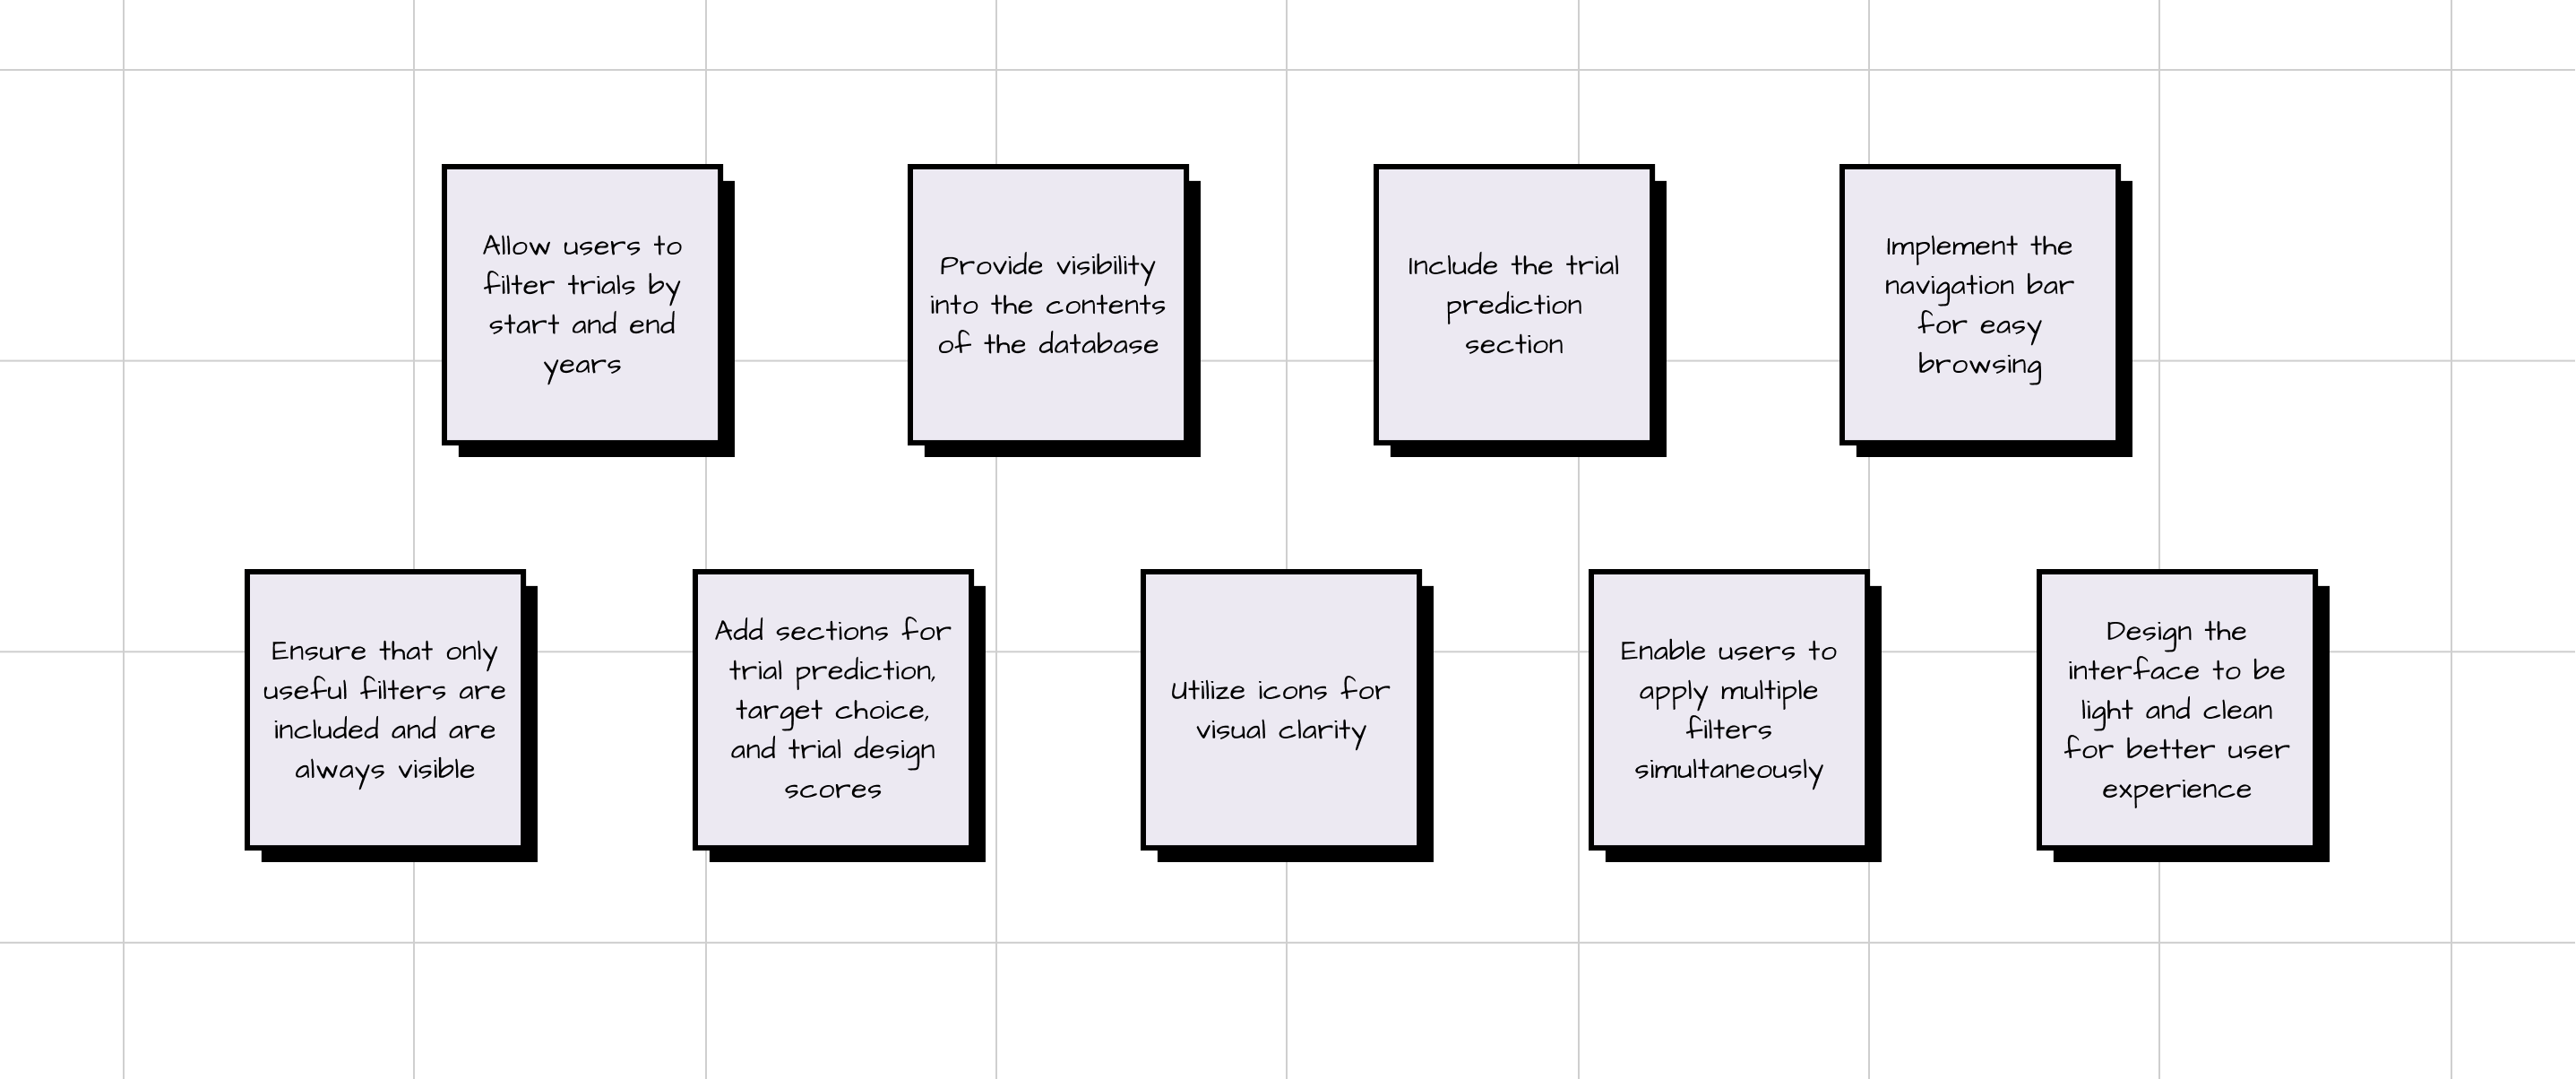 Allow users to
filter trials by
start and end
years
Provide visibility
into the contents
of the database
Include the trial
prediction
section
Implement the
navigation bar
for easy
browsing
Ensure that only
useful filters are
included and are
always visible
Add sections for
trial prediction,
target choice,
and trial design
scores
Utilize icons for
visual clarity
Enable users to
apply multiple
filters
simultaneously
Design the
interface to be
light and clean
for better user
experience